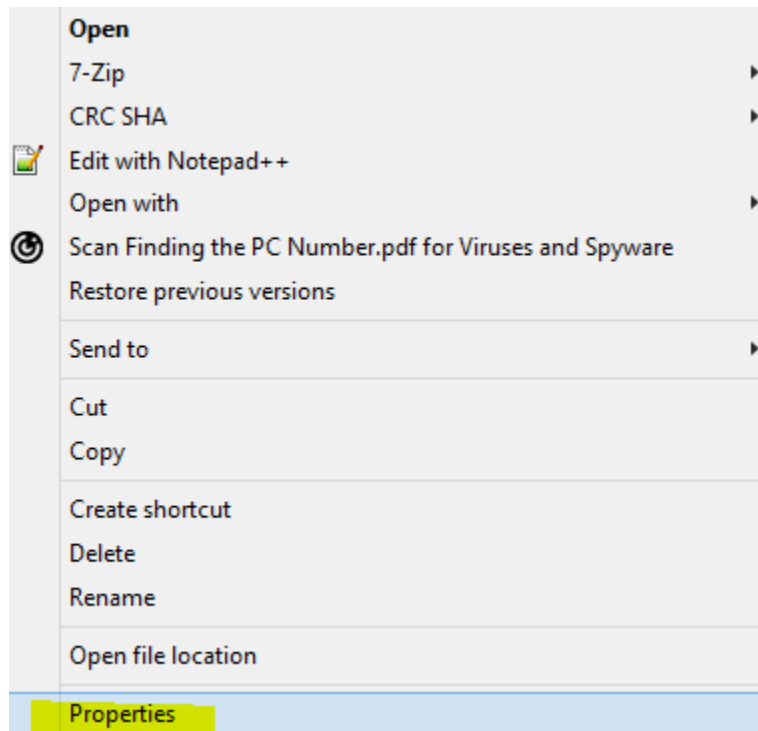 Open
7-Zip
CRC SHA
Edit with Notepad++
Open with
Scan Finding the PC Number.pdf for Viruses and Spyware
Restore previous versions
Send to
Cut
Copy
Create shortcut
Delete
Rename
Open file location
Properties